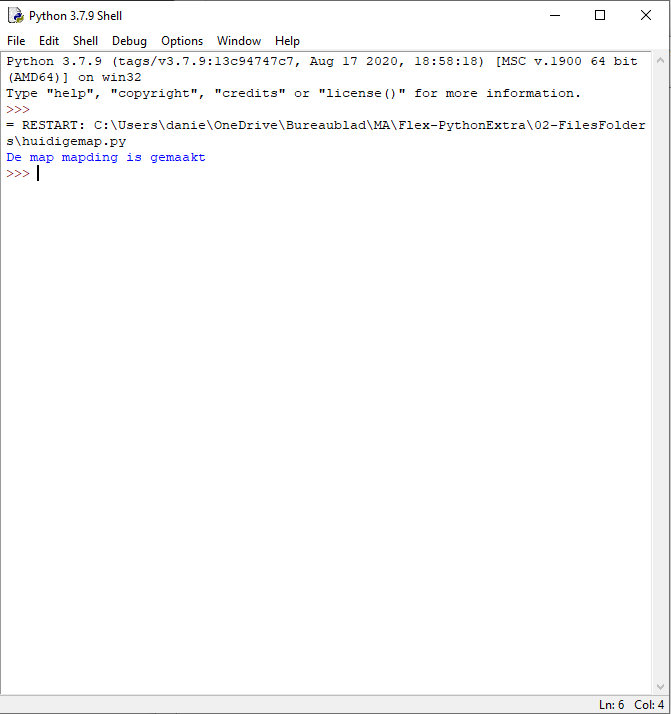 Python 3.7.9 Shell
File Edit Shell Debug Options Window Help
Python 3.7.9 (tags/v3.7.9:13c94747c7, Aug 17 2020, 18:58:18) [MSC v.1900 64 bit
(AMD64)] on win32
Type "help", "copyright", "credits" or "license()" for more information.
>>>
= RESTART: C:\Users\danie\OneDrive\Bureaublad\MA\Flex-PythonExtra\02-FilesFolder
s\huidigemap.py
De map mapding is gemaakt
>>>
Ln: 6 Col: 4